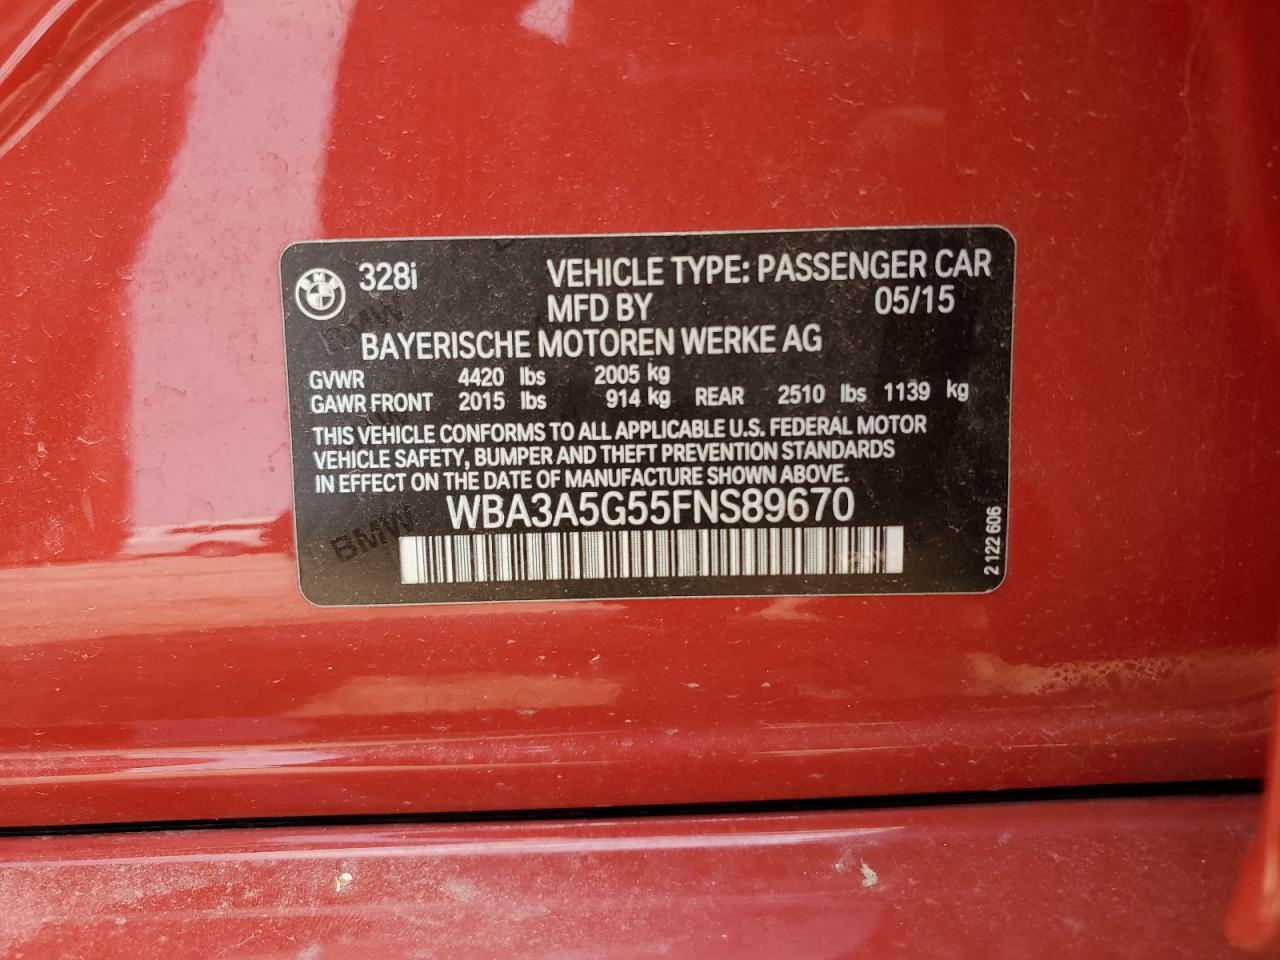 BMW 328i VEHICLE TYPE: PASSENGER CAR
MFD BY 05/15
BAYERISCHE MOTOREN WERKE AG
GVWR 4420 lbs 2005 kg
GAWR FRONT 2015 lbs 914 kg REAR 2510 lbs 1139 kg
THIS VEHICLE CONFORMS TO ALL APPLICABLE U.S. FEDERAL MOTOR
VEHICLE SAFETY, BUMPER AND THEFT PREVENTION STANDARDS
IN EFFECT ON THE DATE OF MANUFACTURE SHOWN ABOVE.
WBA3A5G55FNS89670
BMW
2 122 606